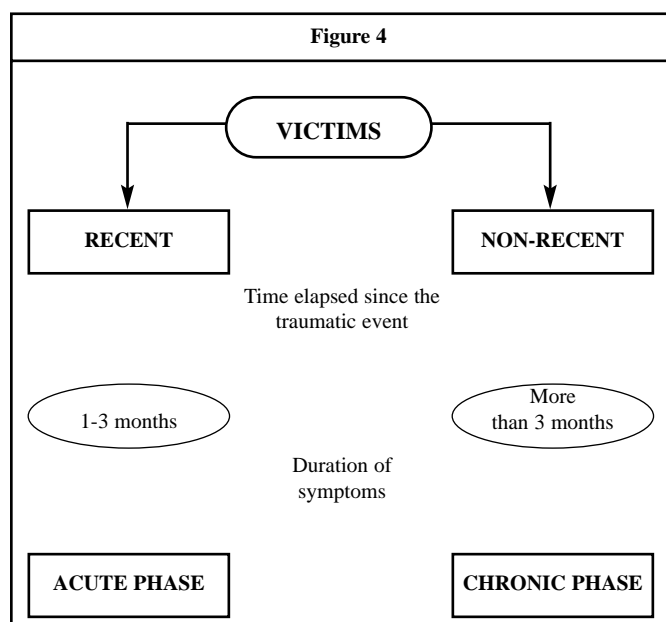 Figure 4
VICTIMS
RECENT
NON-RECENT
Time elapsed since the
traumatic event
1-3 months
More
than 3 months
Duration of
symptoms
ACUTE PHASE
CHRONIC PHASE